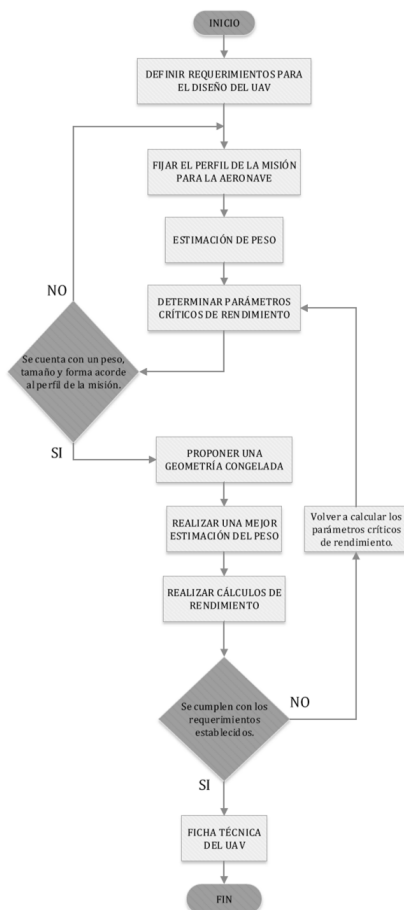 INICIO
DEFINIR REQUERIMIENTOS PARA
EL DISEÑO DEL UAV
FIJAR EL PERFIL DE LA MISIÓN
PARA LA AERONAVE
ESTIMACIÓN DE PESO
DETERMINAR PARÁMETROS
CRÍTICOS DE RENDIMIENTO
NO
Se cuenta con un peso,
tamaño y forma acorde
al perfil de la misión.
SI
PROPONER UNA
GEOMETRÍA CONGELADA
REALIZAR UNA MEJOR
ESTIMACIÓN DEL PESO
Volver a calcular los
parámetros críticos
de rendimiento.
REALIZAR CÁLCULOS DE
RENDIMIENTO
Se cumplen con los
requerimientos
establecidos.
NO
SI
FICHA TÉCNICA
DEL UAV
FIN